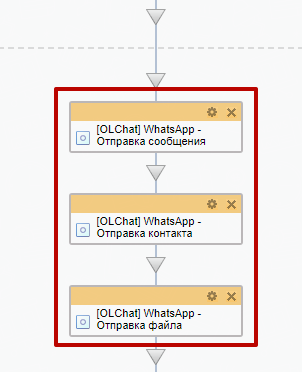 [OLChat] WhatsApp -
Отправка сообщения
[OLChat] WhatsApp -
Отправка контакта
[OLChat] WhatsApp -
Отправка файла